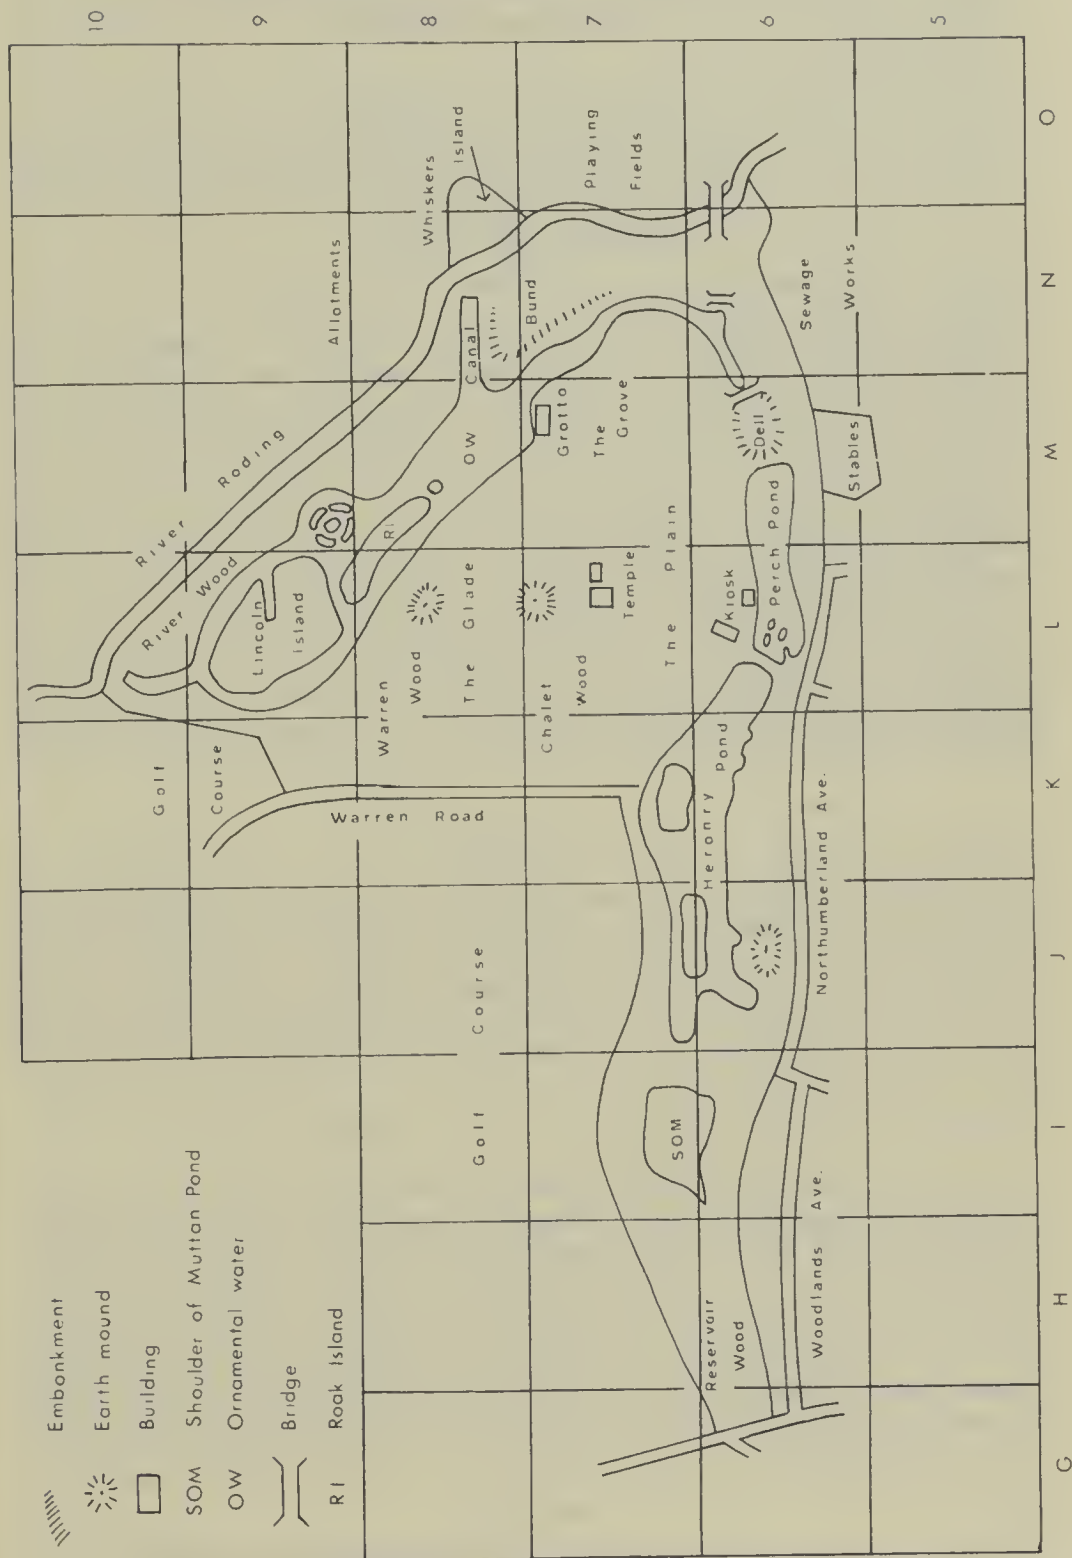 Embonkment
Earth mound
Building
SOM Shoulder of Muttan Pond
OW Ornamental water
Bridge
RI Roak Island
10
9
8
7
6
5
G
H
I
J
K
L
M
N
O
River Roding
River Wood
Lincoln
Island
Golf
Course
Allotments
Whiskers
Island
Warren
Wood
The Glade
RI
OW
Canal
Bund
Playing
Fields
Warren Road
Chalet
Wood
Temple
Grotto
The
Grove
Golf Course
The Plain
Kiosk
Perch Pond
Dell
Sewage
Works
Stables
Heronry Pond
SOM
Reservoir
Wood
Woodlands Ave.
Northumberland Ave.